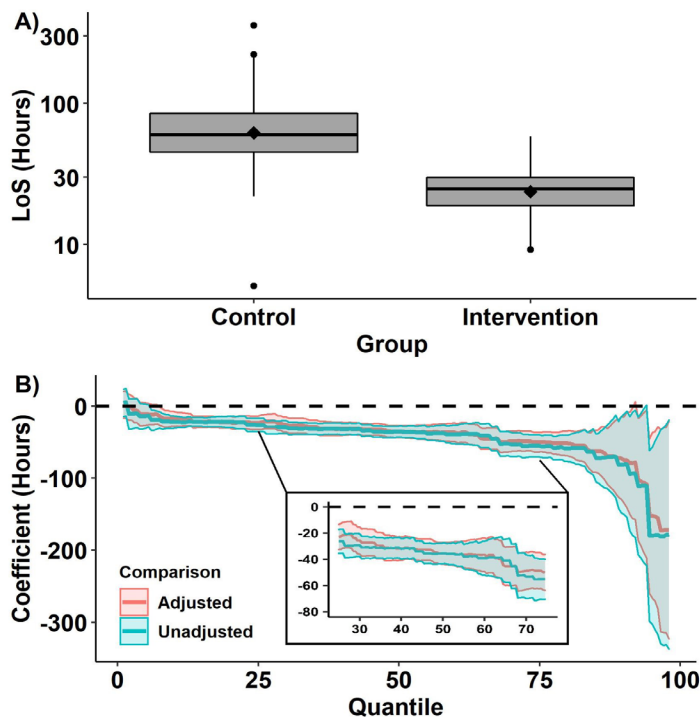 A)
LoS (Hours)
300
100
30
10
Control Intervention
Group
B)
Coefficient (Hours)
0
-100
-200
-300
Comparison
Adjusted
Unadjusted
0
-20
-40
-60
-80
30 40 50 60 70
0 25 50 75 100
Quantile